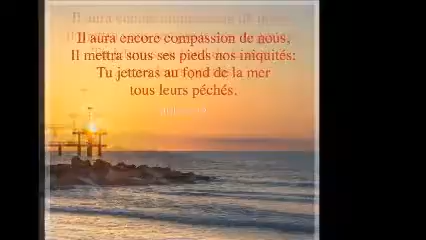 Il aura encore compassion de nous,
Il mettra sous ses pieds nos iniquités;
Tu jetteras au fond de la mer
tous leurs péchés.